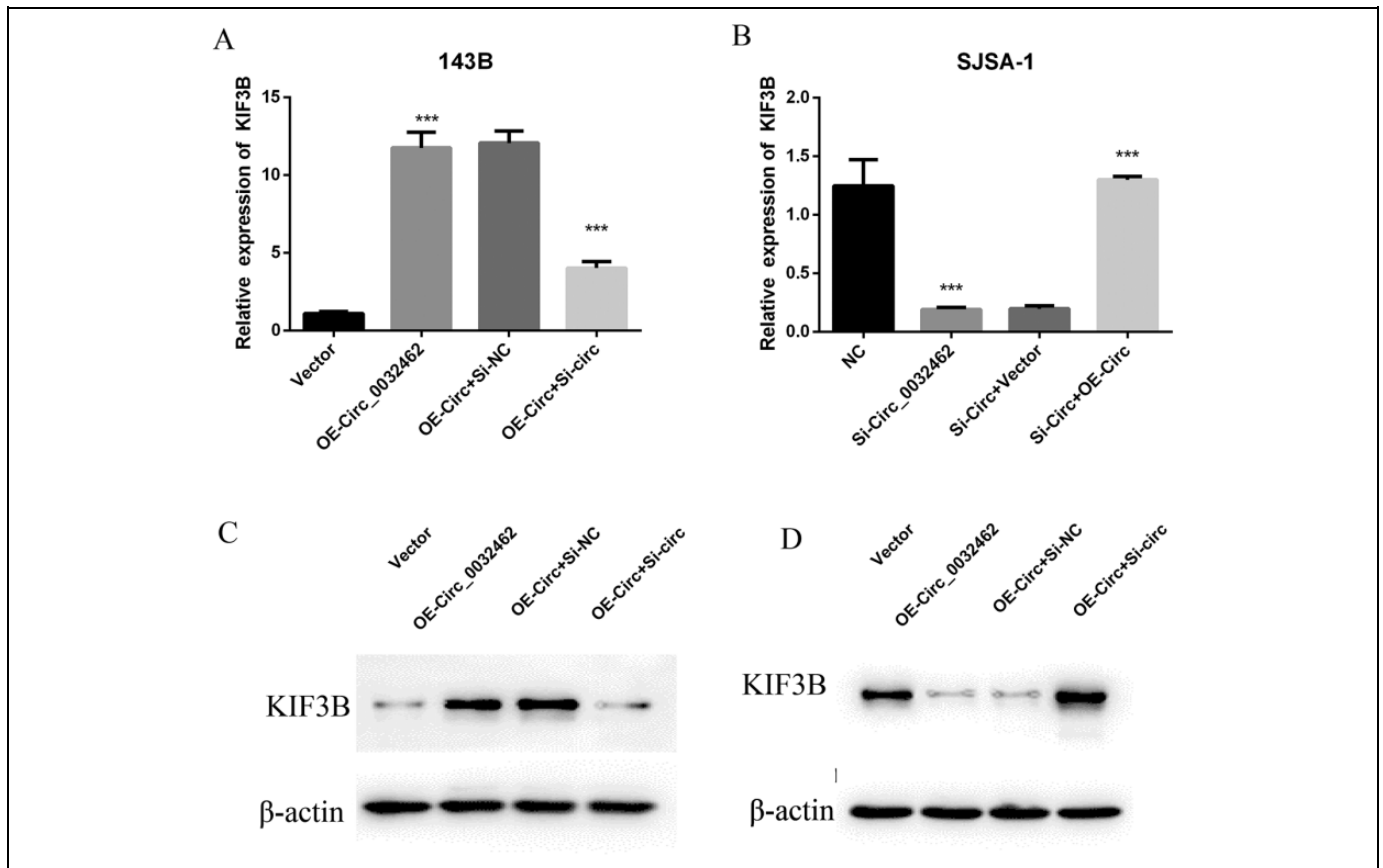 A
143B
Relative expression of KIF3B
15
10
5
0
***
***
Vector
OE-Circ_0032462
OE-Circ+Si-NC
OE-Circ+Si-circ
B
SJSA-1
Relative expression of KIF3B
2.0
1.5
1.0
0.5
0.0
***
***
NC
Si-Circ_0032462
Si-Circ+Vector
Si-Circ+OE-Circ
C
Vector
OE-Circ_0032462
OE-Circ+Si-NC
OE-Circ+Si-circ
KIF3B
β-actin
D
Vector
OE-Circ_0032462
OE-Circ+Si-NC
OE-Circ+Si-circ
KIF3B
β-actin